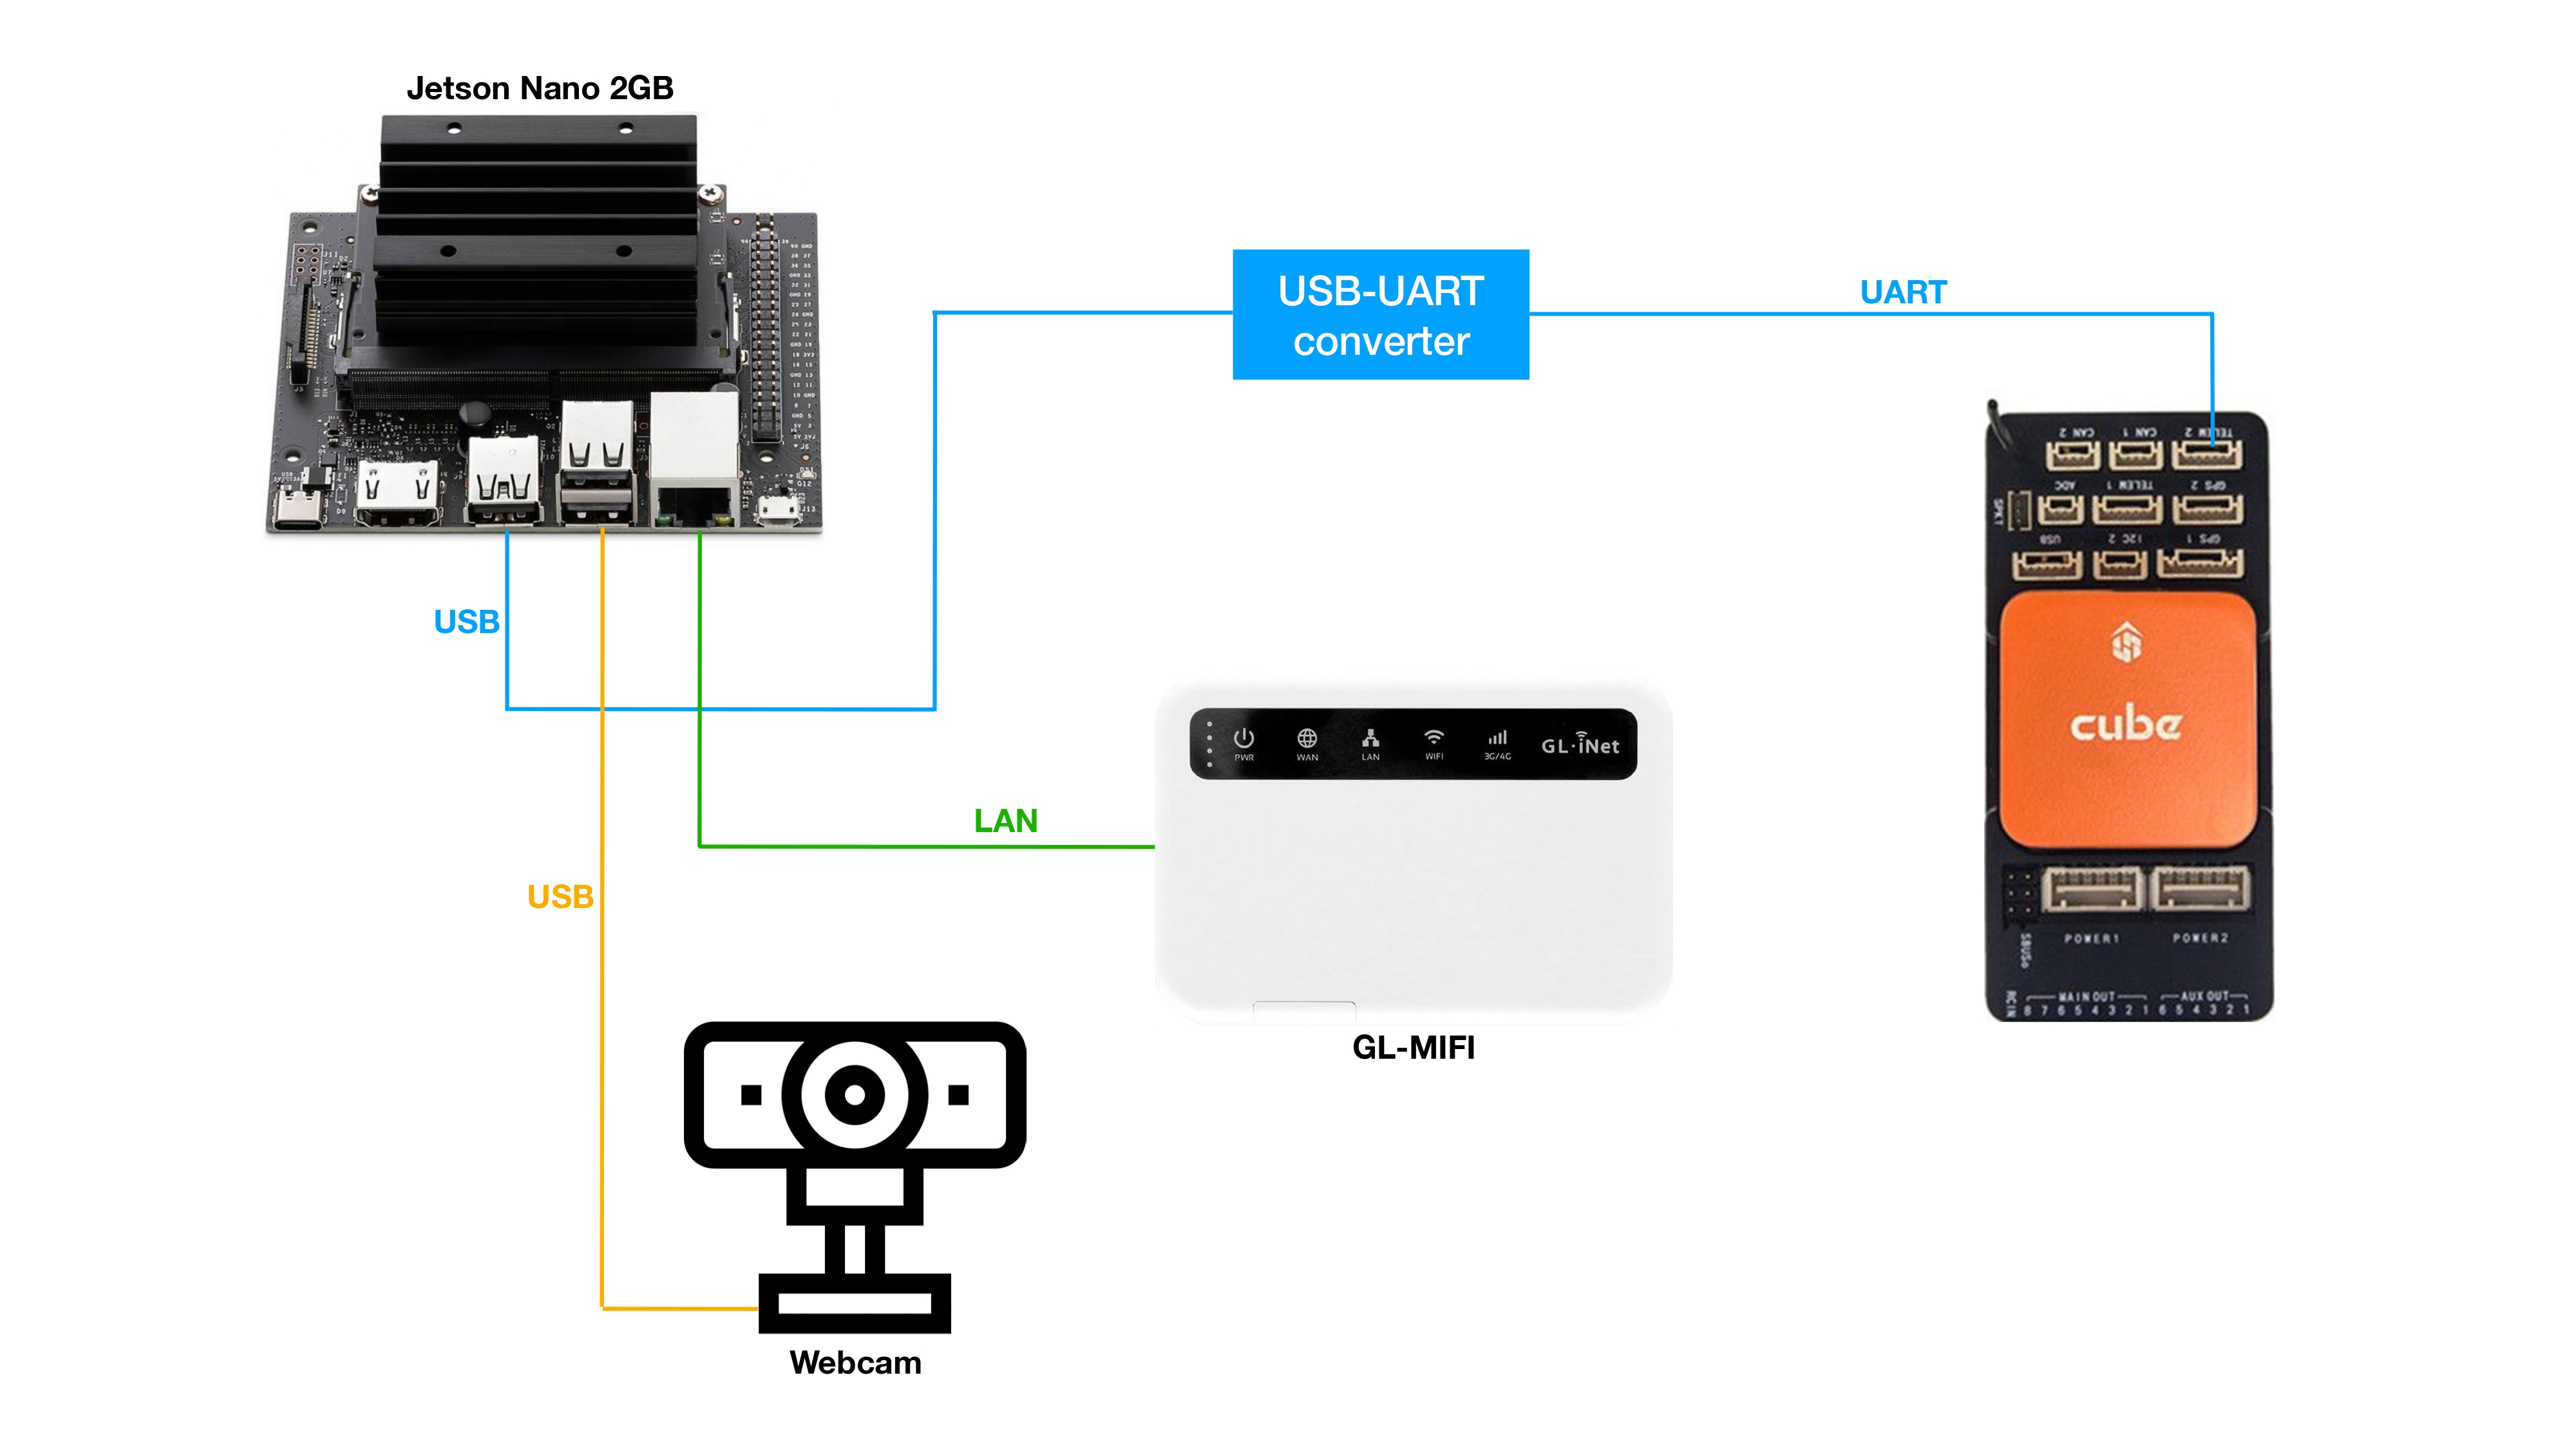 Jetson Nano 2GB
USB-UART
converter
UART
USB
LAN
USB
PWR
WAN
LAN
WIFI
3G/4G
GL·iNet
GL-MIFI
Webcam
CAN 2
CAN 1
TELEM 2
ADC
TELEM 1
GPS 2
SPKT
USB
I2C 2
GPS 1
cube
POWER1
POWER2
SBUSo
RCIN
MAIN OUT
AUX OUT
8 7 6 5 4 3 2 1
6 5 4 3 2 1